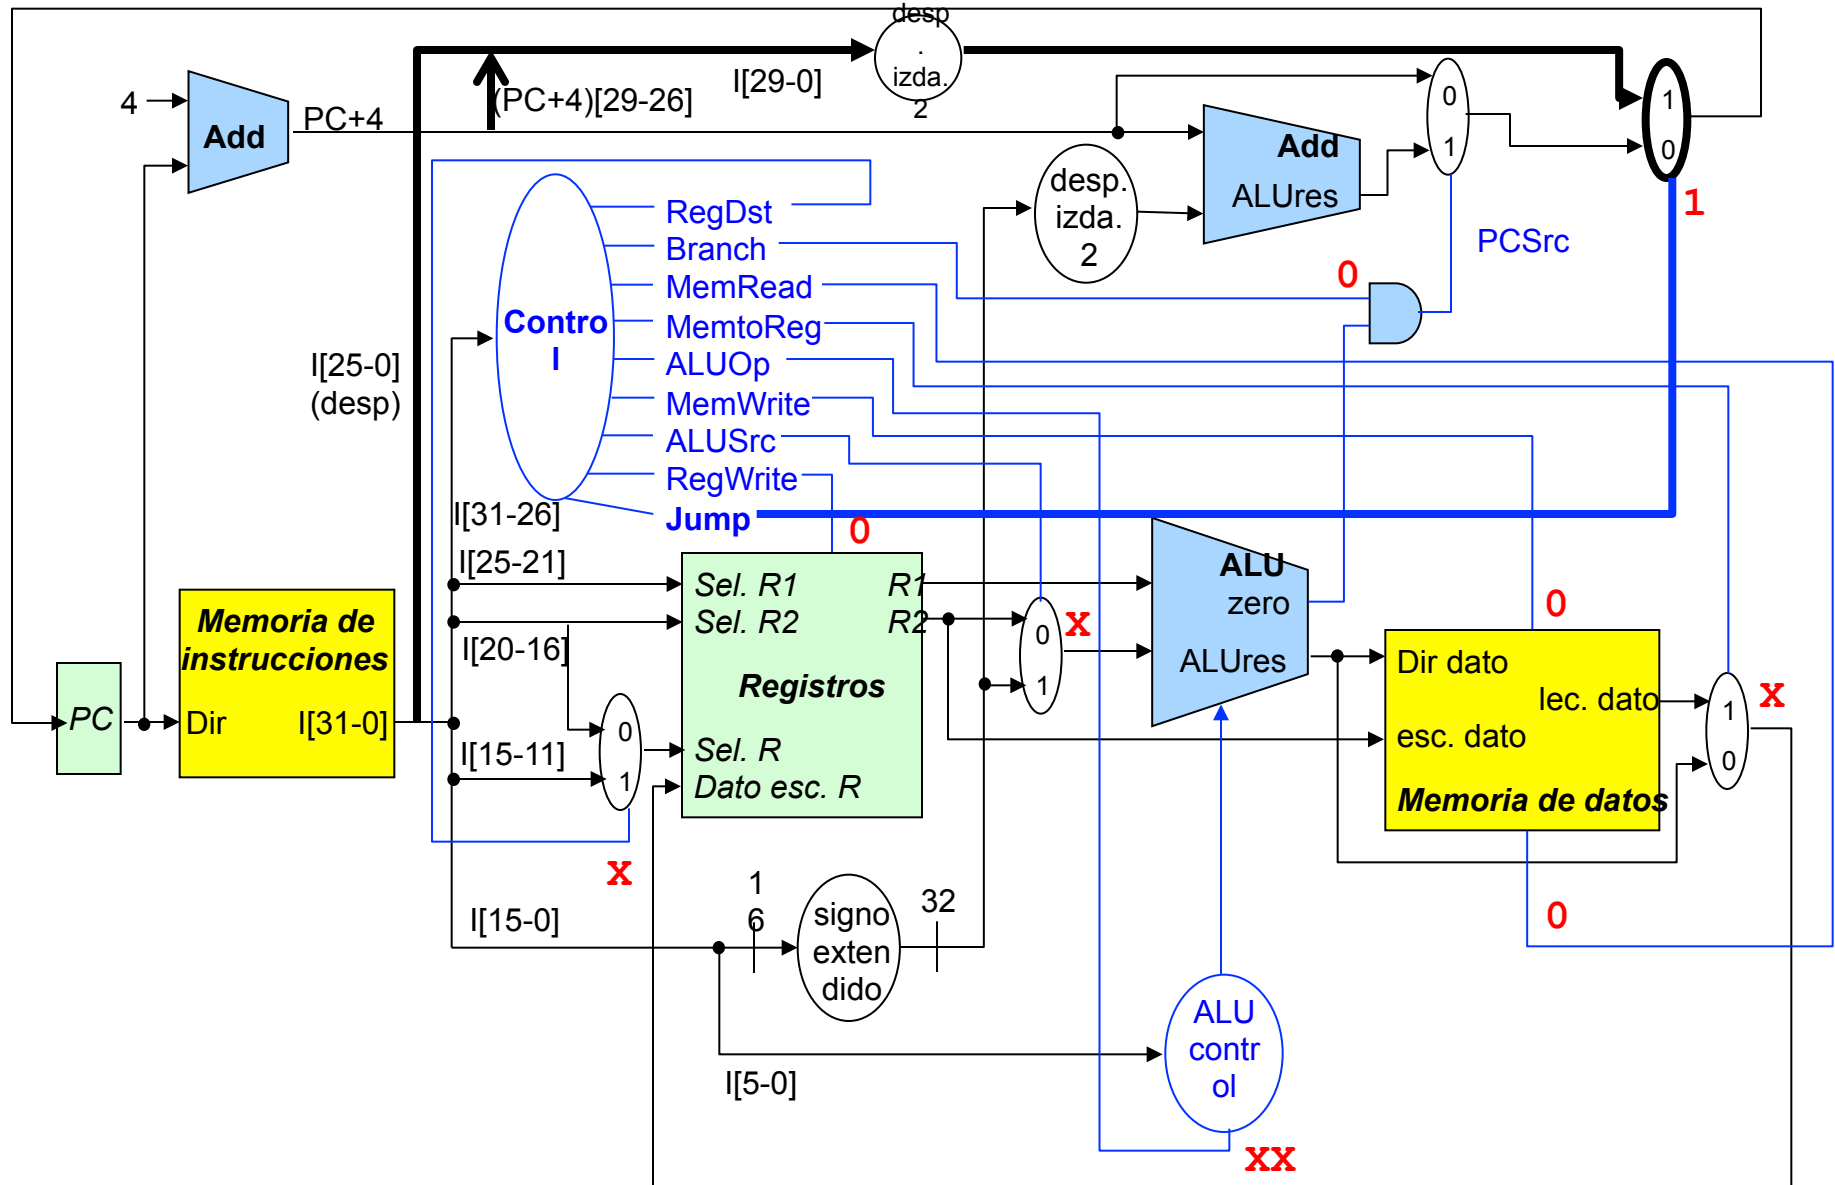 desp
.
izda.
2
I[29-0]
(PC+4)[29-26]
4
Add
PC+4
0
1
1
0
1
Add
ALUres
desp.
izda.
2
PCSrc
0
RegDst
Branch
MemRead
MemtoReg
ALUOp
MemWrite
ALUSrc
RegWrite
Jump
Contro
l
I[25-0]
(desp)
I[31-26]
0
I[25-21]
Sel. R1
R1
Sel. R2
R2
I[20-16]
Registros
Sel. R
Dato esc. R
I[15-11]
0
1
x
Memoria de
instrucciones
Dir
I[31-0]
PC
0
1
x
ALU
zero
ALUres
0
Dir dato
lec. dato
esc. dato
Memoria de datos
1
0
x
0
I[15-0]
1
6
signo
exten
dido
32
I[5-0]
ALU
contr
ol
xx